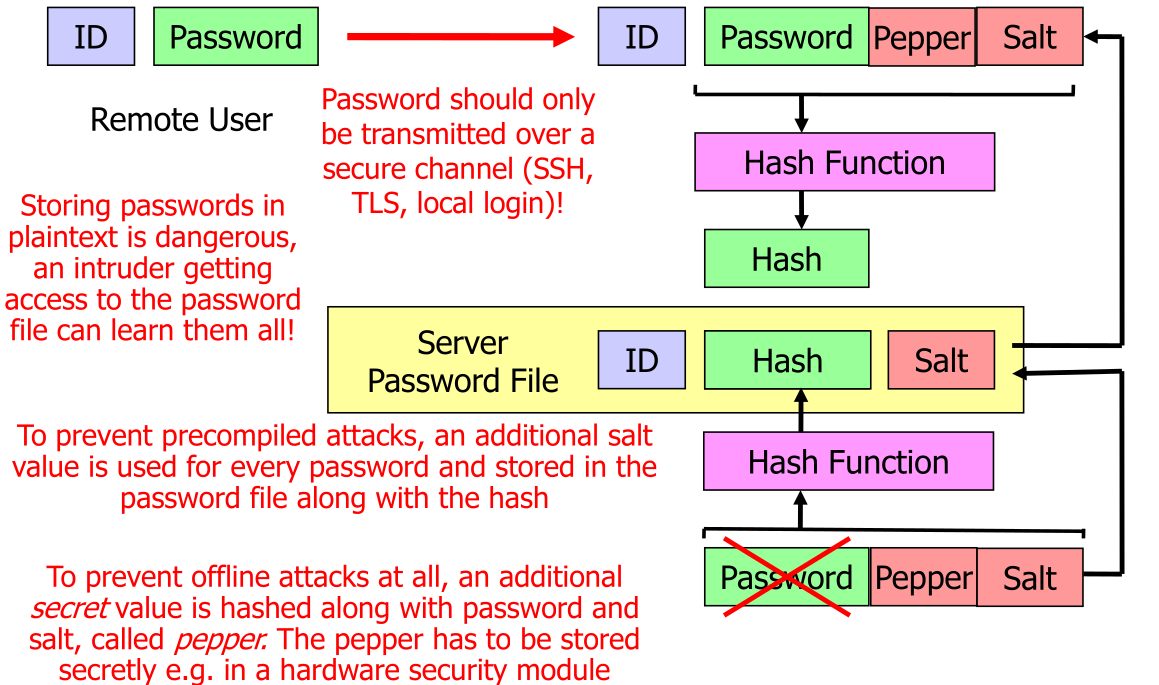 ID
Password
ID
Password
Pepper
Salt
Remote User
Password should only
be transmitted over a
secure channel (SSH,
TLS, local login)!
Hash Function
Storing passwords in
plaintext is dangerous,
an intruder getting
access to the password
file can learn them all!
Hash
Server
Password File
ID
Hash
Salt
To prevent precompiled attacks, an additional salt
value is used for every password and stored in the
password file along with the hash
Hash Function
To prevent offline attacks at all, an additional
secret value is hashed along with password and
salt, called pepper. The pepper has to be stored
secretly e.g. in a hardware security module
Password
Pepper
Salt